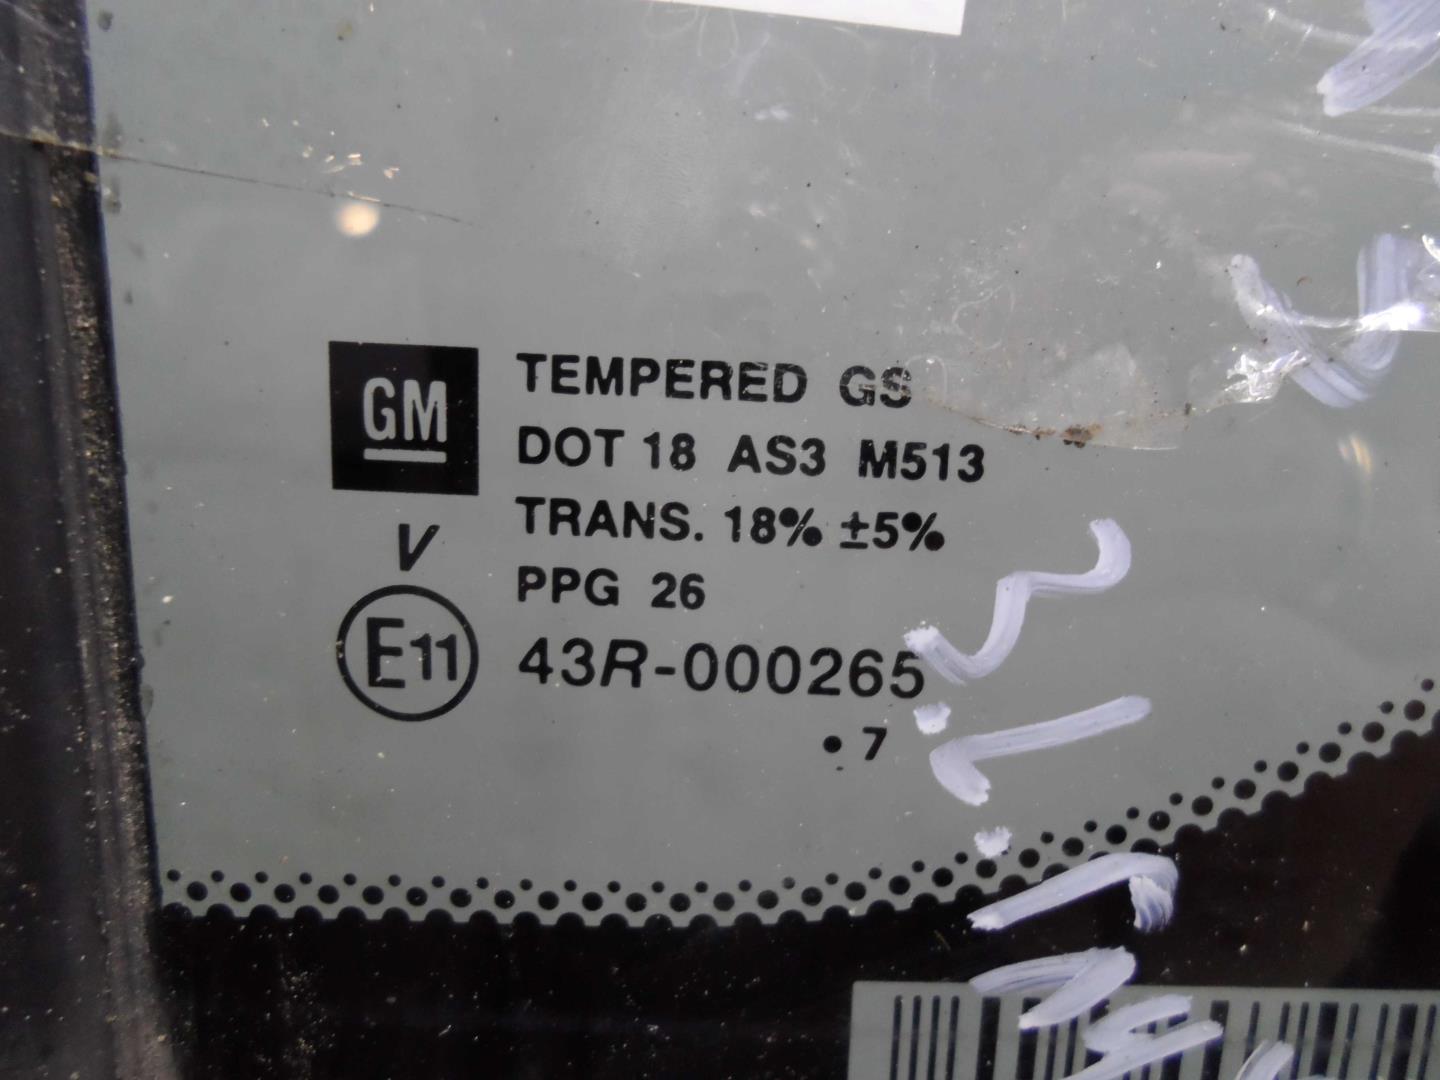 GM
TEMPERED GS
DOT 18 AS3 M513
TRANS. 18% ±5%
V
PPG 26
E11
43R-000265
• 7